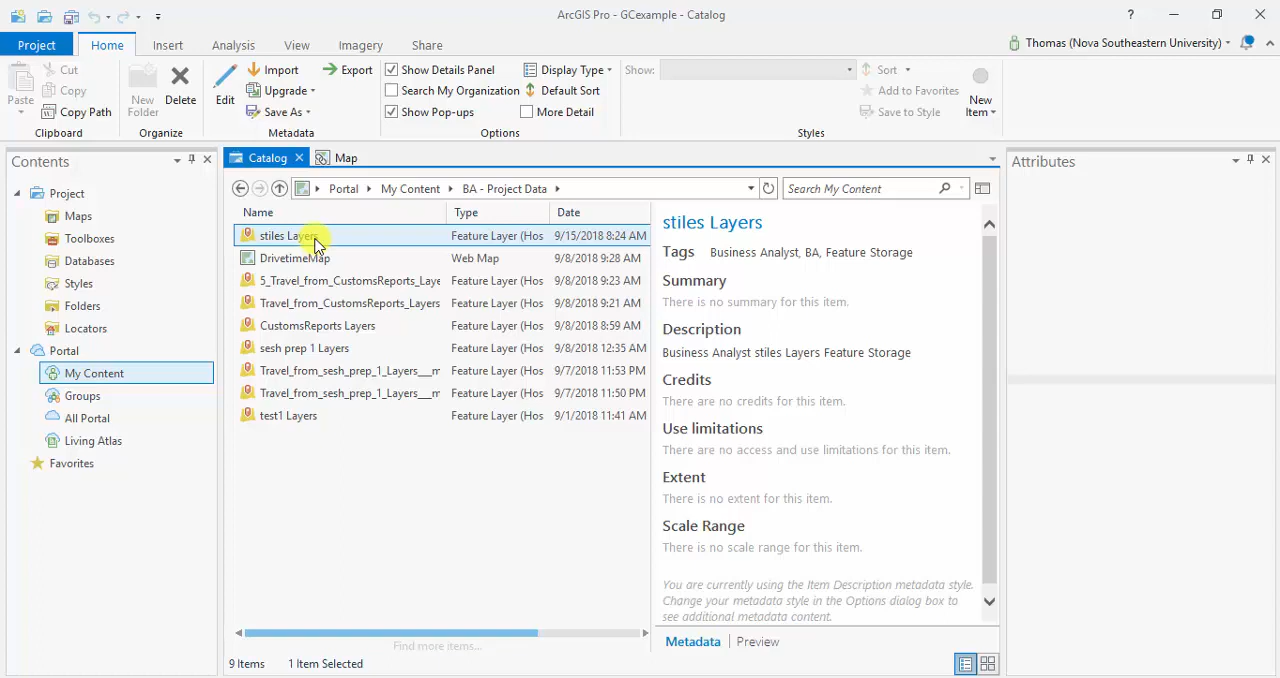 ArcGIS Pro - GCexample - Catalog
?
Project Home Insert Analysis View Imagery Share
Thomas (Nova Southeastern University)
Paste
Cut
Copy
Copy Path
Clipboard
New Folder
Delete
Organize
Edit
Import
Upgrade
Save As
Export
Metadata
Show Details Panel
Search My Organization
Show Pop-ups
Display Type
Default Sort
More Detail
Options
Show:
Sort
Add to Favorites
Save to Style
Styles
New Item
Contents
Project
Maps
Toolboxes
Databases
Styles
Folders
Locators
Portal
My Content
Groups
All Portal
Living Atlas
Favorites
Catalog Map
Portal My Content BA - Project Data
Search My Content
Name Type Date
stiles Layers Feature Layer (Hos 9/15/2018 8:24 AM
DrivetimeMap Web Map 9/8/2018 9:28 AM
5_Travel_from_CustomsReports_Laye Feature Layer (Hos 9/8/2018 9:23 AM
Travel_from_CustomsReports_Layers Feature Layer (Hos 9/8/2018 9:21 AM
CustomsReports Layers Feature Layer (Hos 9/8/2018 8:59 AM
sesh prep 1 Layers Feature Layer (Hos 9/8/2018 12:35 AM
Travel_from_sesh_prep_1_Layers___m Feature Layer (Hos 9/7/2018 11:53 PM
Travel_from_sesh_prep_1_Layers___m Feature Layer (Hos 9/7/2018 11:50 PM
test1 Layers Feature Layer (Hos 9/1/2018 11:41 AM
Find more items...
9 Items 1 Item Selected
stiles Layers
Tags Business Analyst, BA, Feature Storage
Summary
There is no summary for this item.
Description
Business Analyst stiles Layers Feature Storage
Credits
There are no credits for this item.
Use limitations
There are no access and use limitations for this item.
Extent
There is no extent for this item.
Scale Range
There is no scale range for this item.
You are currently using the Item Description metadata style.
Change your metadata style in the Options dialog box to
see additional metadata content.
Metadata Preview
Attributes